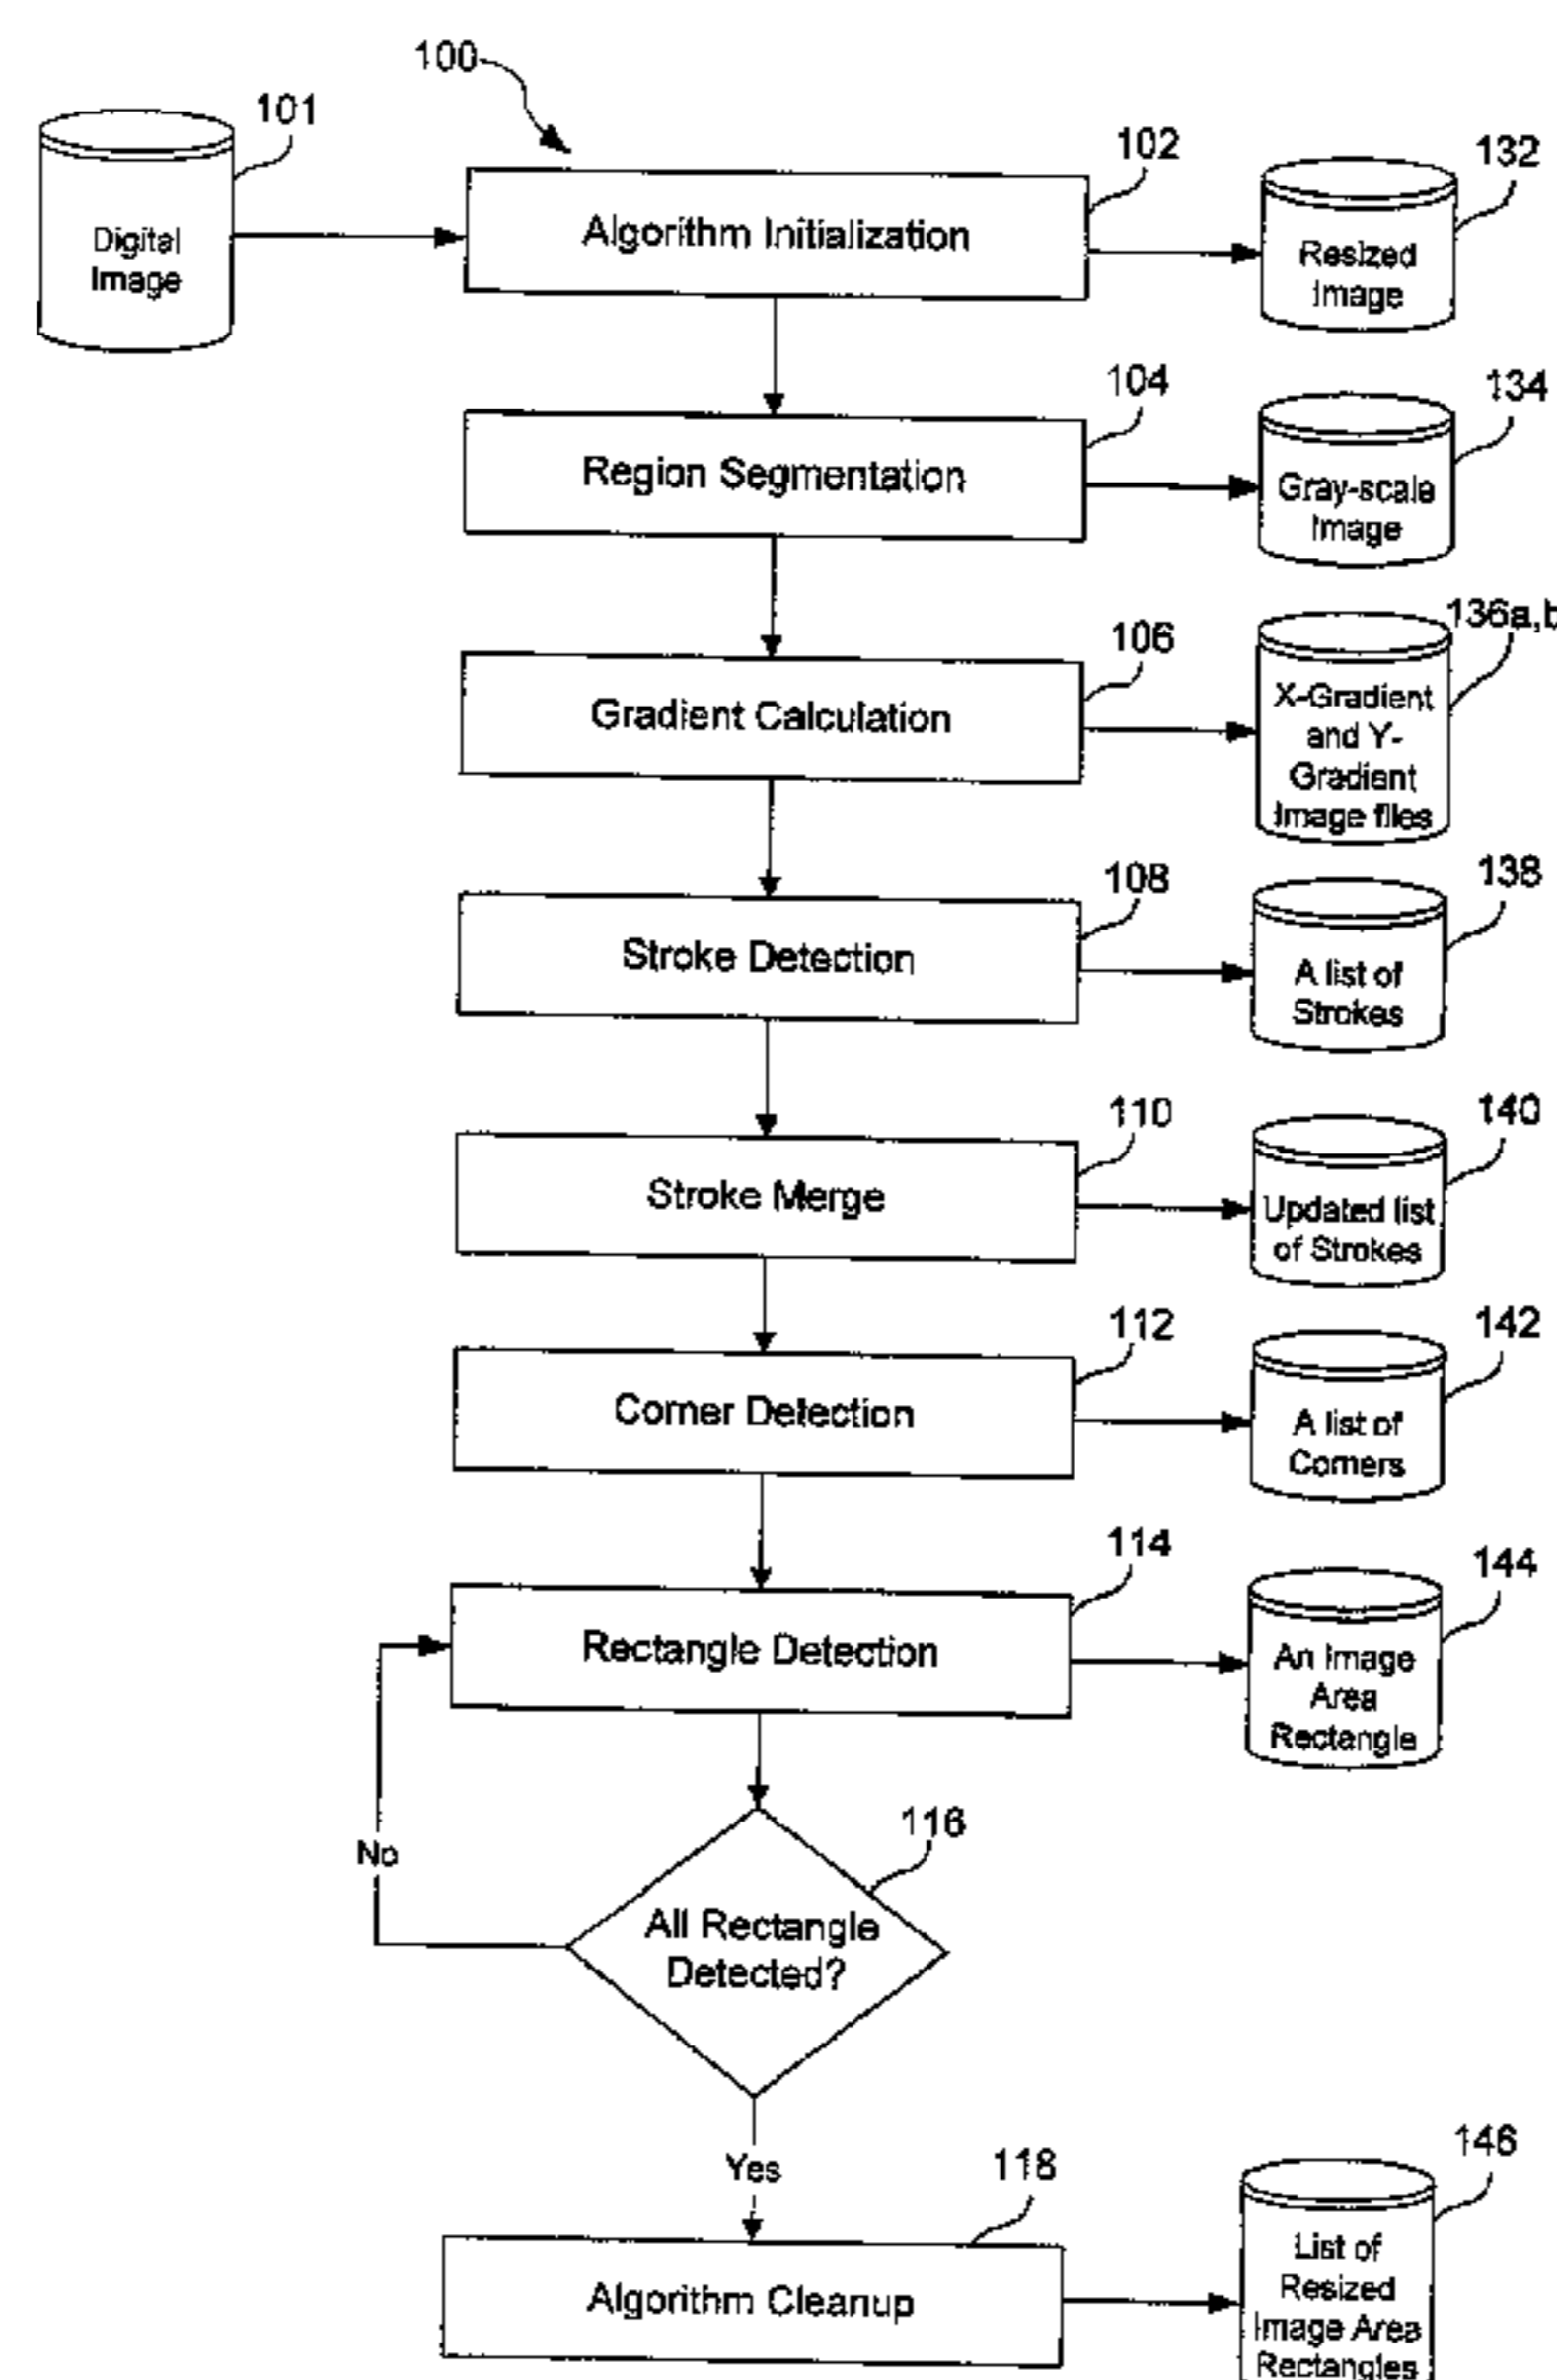 100
101
Digital
Image
102
Algorithm Initialization
132
Resized
Image
104
Region Segmentation
134
Gray-scale
Image
106
Gradient Calculation
136a,b
X-Gradient
and Y-
Gradient
Image files
108
Stroke Detection
138
A list of
Strokes
110
Stroke Merge
140
Updated list
of Strokes
112
Corner Detection
142
A list of
Corners
114
Rectangle Detection
144
An Image
Area
Rectangle
116
All Rectangle
Detected?
No
Yes
118
Algorithm Cleanup
146
List of
Resized
Image Area
Rectangles